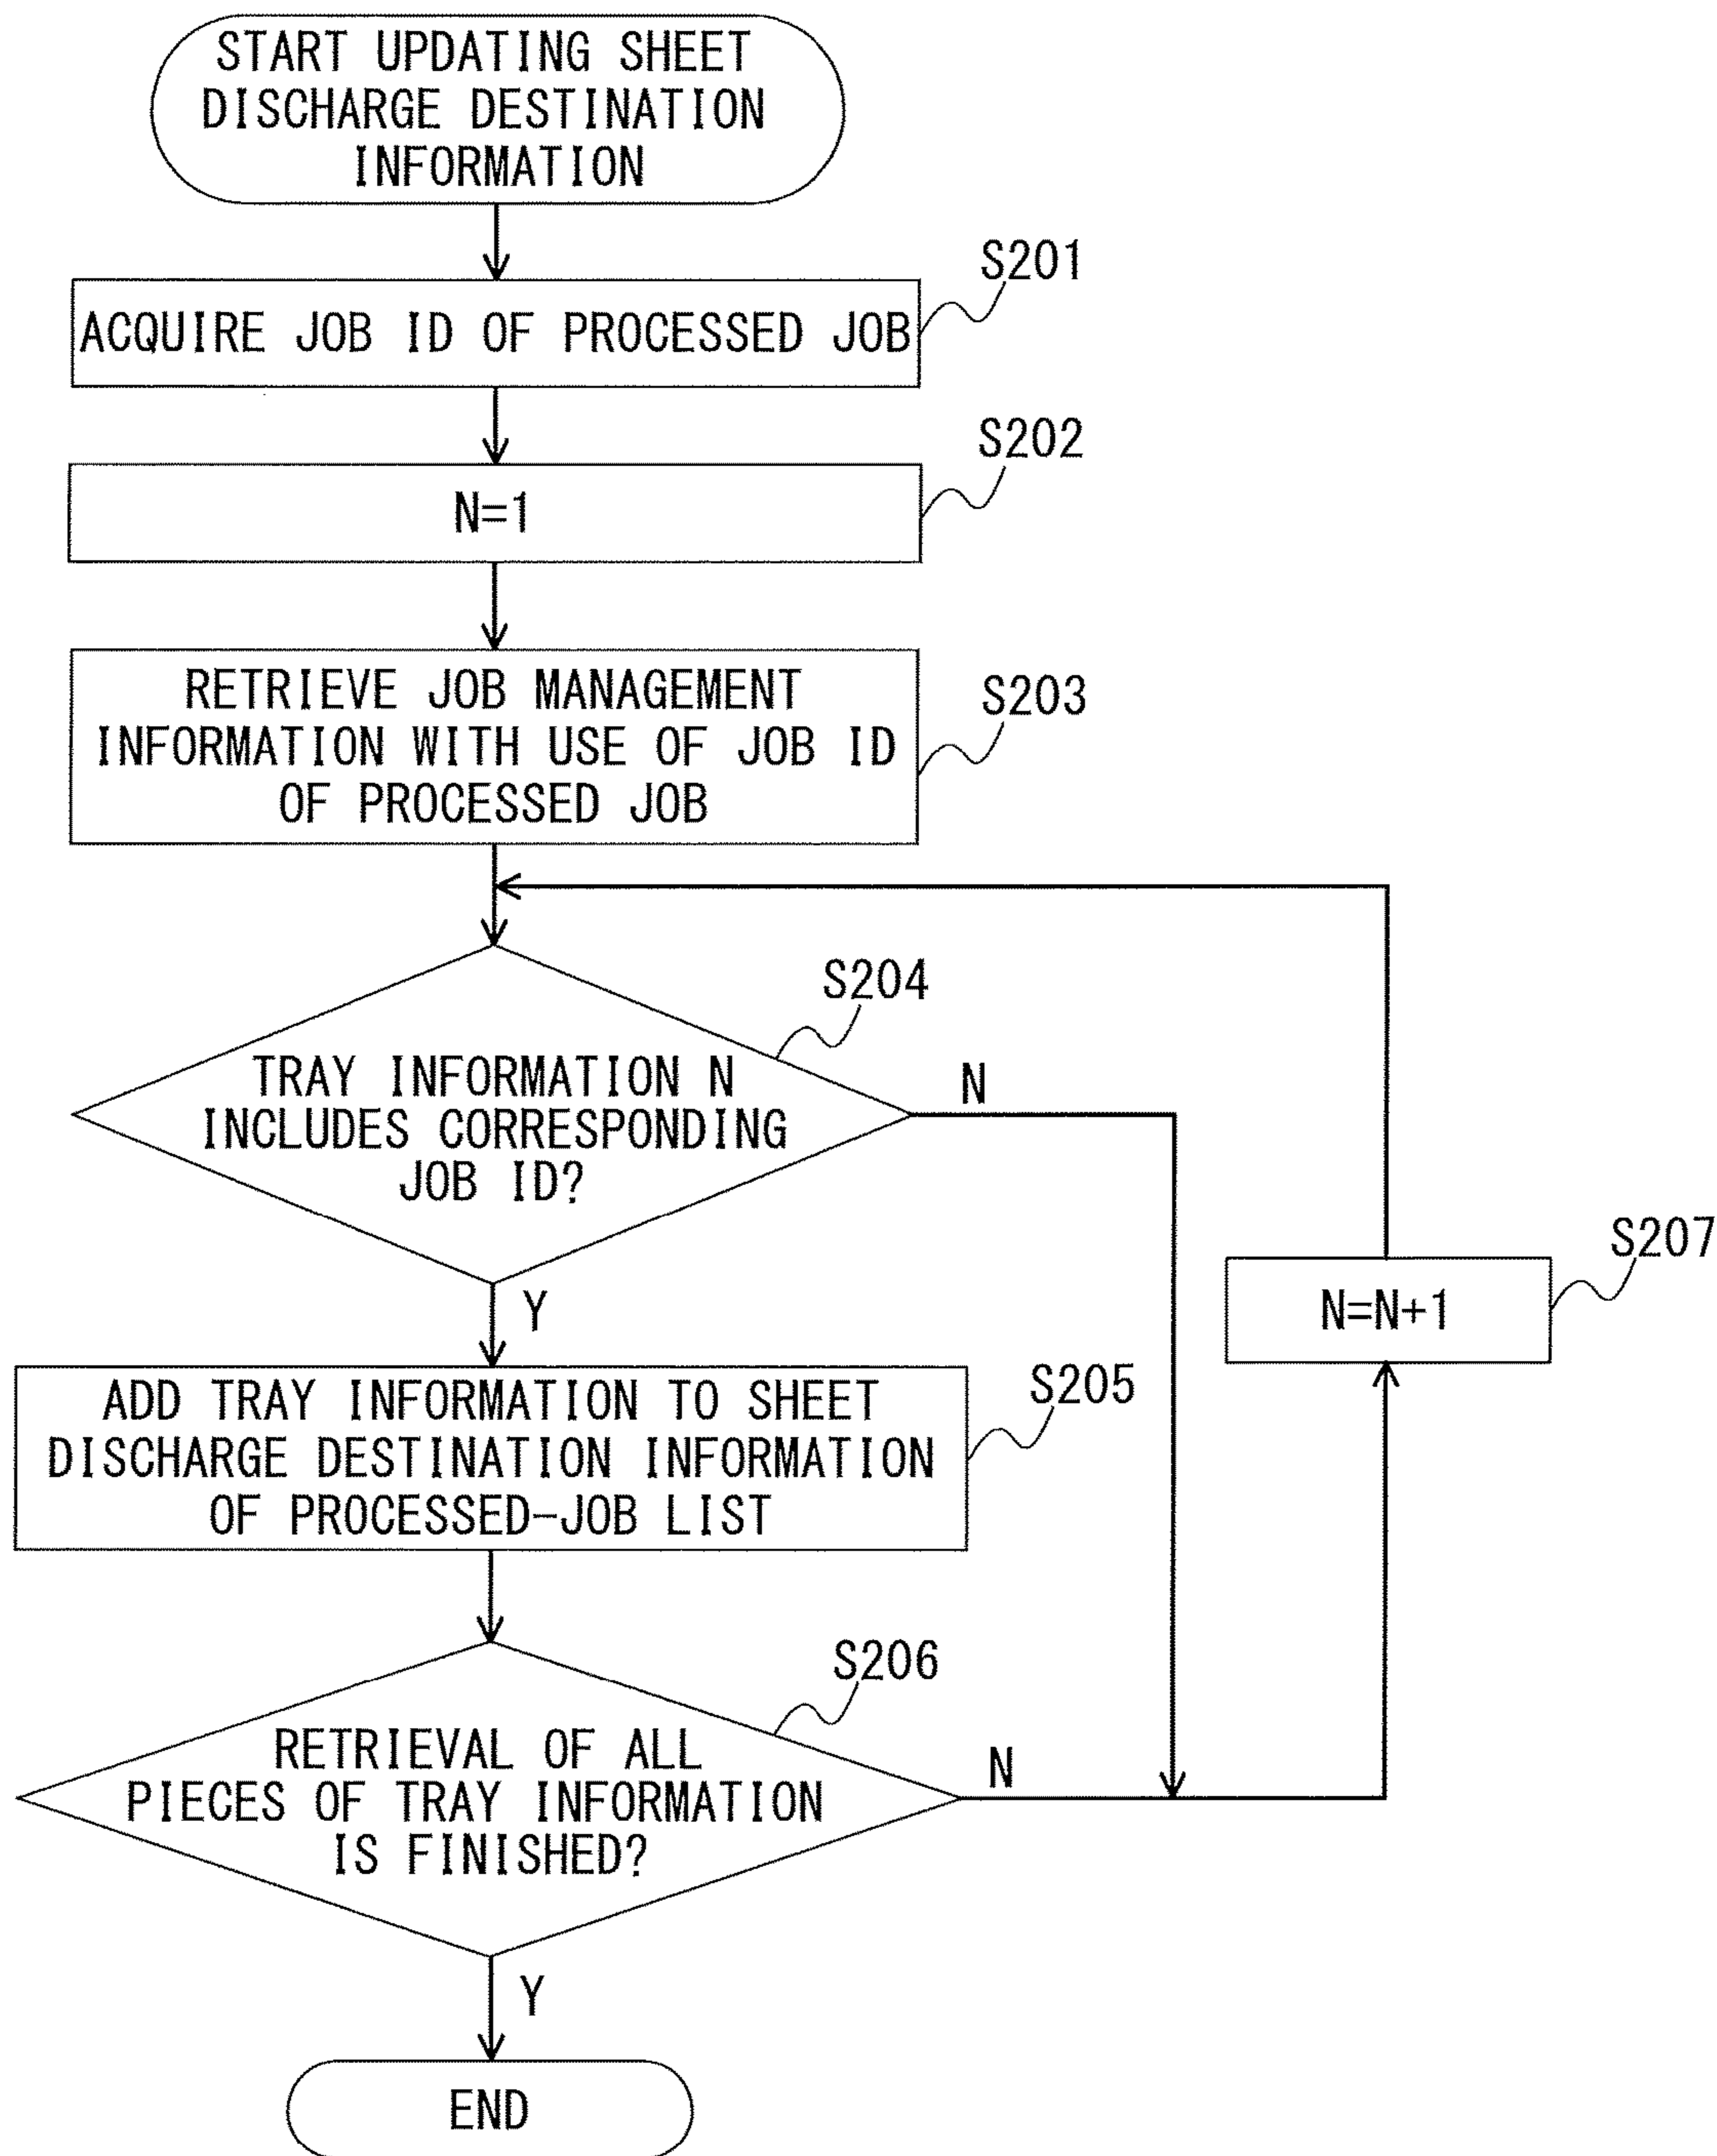 START UPDATING SHEET
DISCHARGE DESTINATION
INFORMATION
S201
ACQUIRE JOB ID OF PROCESSED JOB
S202
N=1
S203
RETRIEVE JOB MANAGEMENT
INFORMATION WITH USE OF JOB ID
OF PROCESSED JOB
S204
TRAY INFORMATION N
INCLUDES CORRESPONDING
JOB ID?
N
Y
S207
N=N+1
S205
ADD TRAY INFORMATION TO SHEET
DISCHARGE DESTINATION INFORMATION
OF PROCESSED-JOB LIST
S206
RETRIEVAL OF ALL
PIECES OF TRAY INFORMATION
IS FINISHED?
N
Y
END